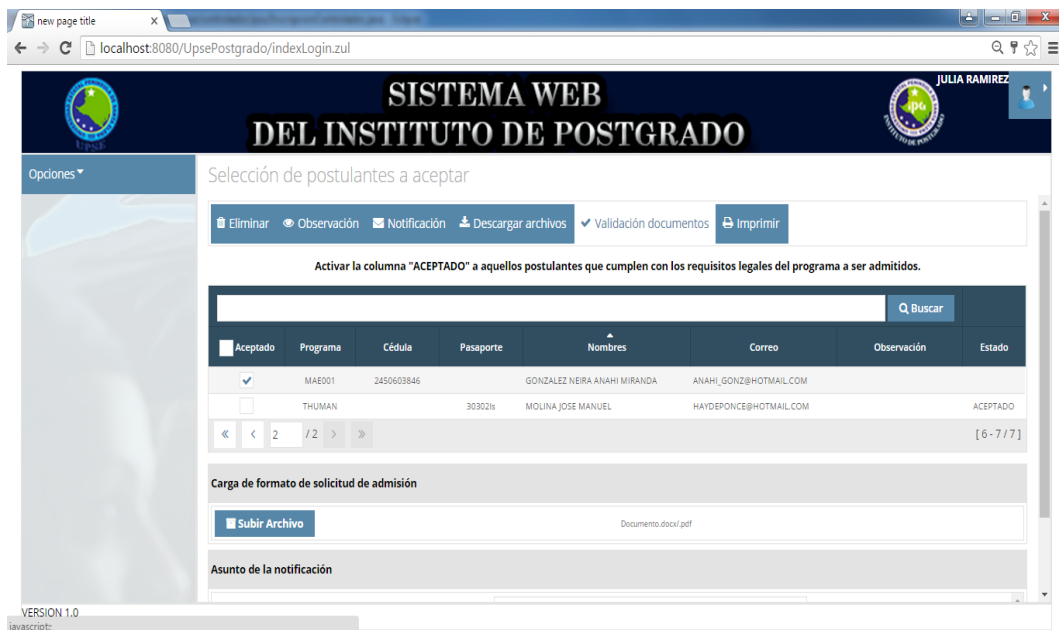 new page title
localhost:8080/UpsePostgrado/indexLogin.zul
UPSE
SISTEMA WEB
DEL INSTITUTO DE POSTGRADO
ipg
INSTITUTO DE POSTGRADO
JULIA RAMIREZ
Opciones
Selección de postulantes a aceptar
Eliminar Observación Notificación Descargar archivos Validación documentos Imprimir
Activar la columna "ACEPTADO" a aquellos postulantes que cumplen con los requisitos legales del programa a ser admitidos.
Buscar
Aceptado Programa Cédula Pasaporte Nombres Correo Observación Estado
MAE001 2450603846 GONZALEZ NEIRA ANAHI MIRANDA ANAHI_GONZ@HOTMAIL.COM
THUMAN 30302ls MOLINA JOSE MANUEL HAYDEPONCE@HOTMAIL.COM ACEPTADO
2 / 2 [ 6 - 7 / 7 ]
Carga de formato de solicitud de admisión
Subir Archivo Documento.docx/.pdf
Asunto de la notificación
VERSION 1.0
javascript:;